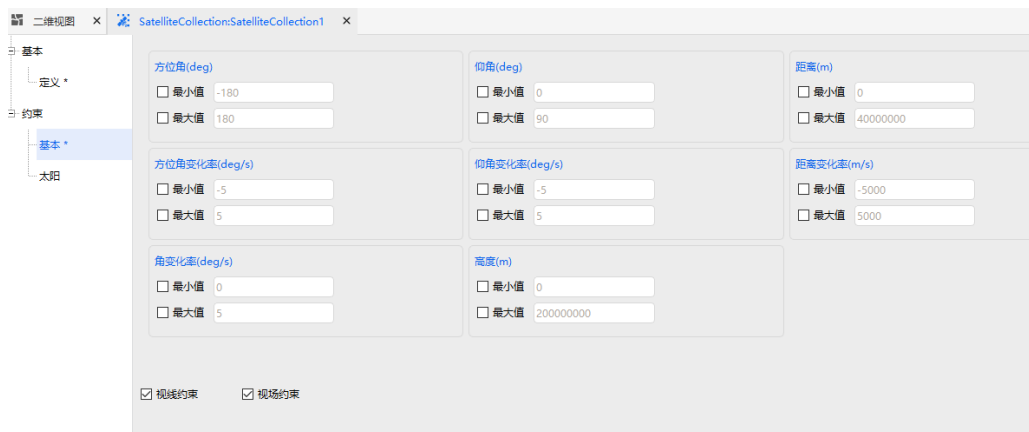 二维视图 SatelliteCollection:SatelliteCollection1
基本
定义 *
约束
基本 *
太阳
方位角(deg) 仰角(deg) 距离(m)
最小值 -180 最小值 0 最小值 0
最大值 180 最大值 90 最大值 40000000
方位角变化率(deg/s) 仰角变化率(deg/s) 距离变化率(m/s)
最小值 -5 最小值 -5 最小值 -5000
最大值 5 最大值 5 最大值 5000
角变化率(deg/s) 高度(m)
最小值 0 最小值 0
最大值 5 最大值 200000000
视线约束 视场约束